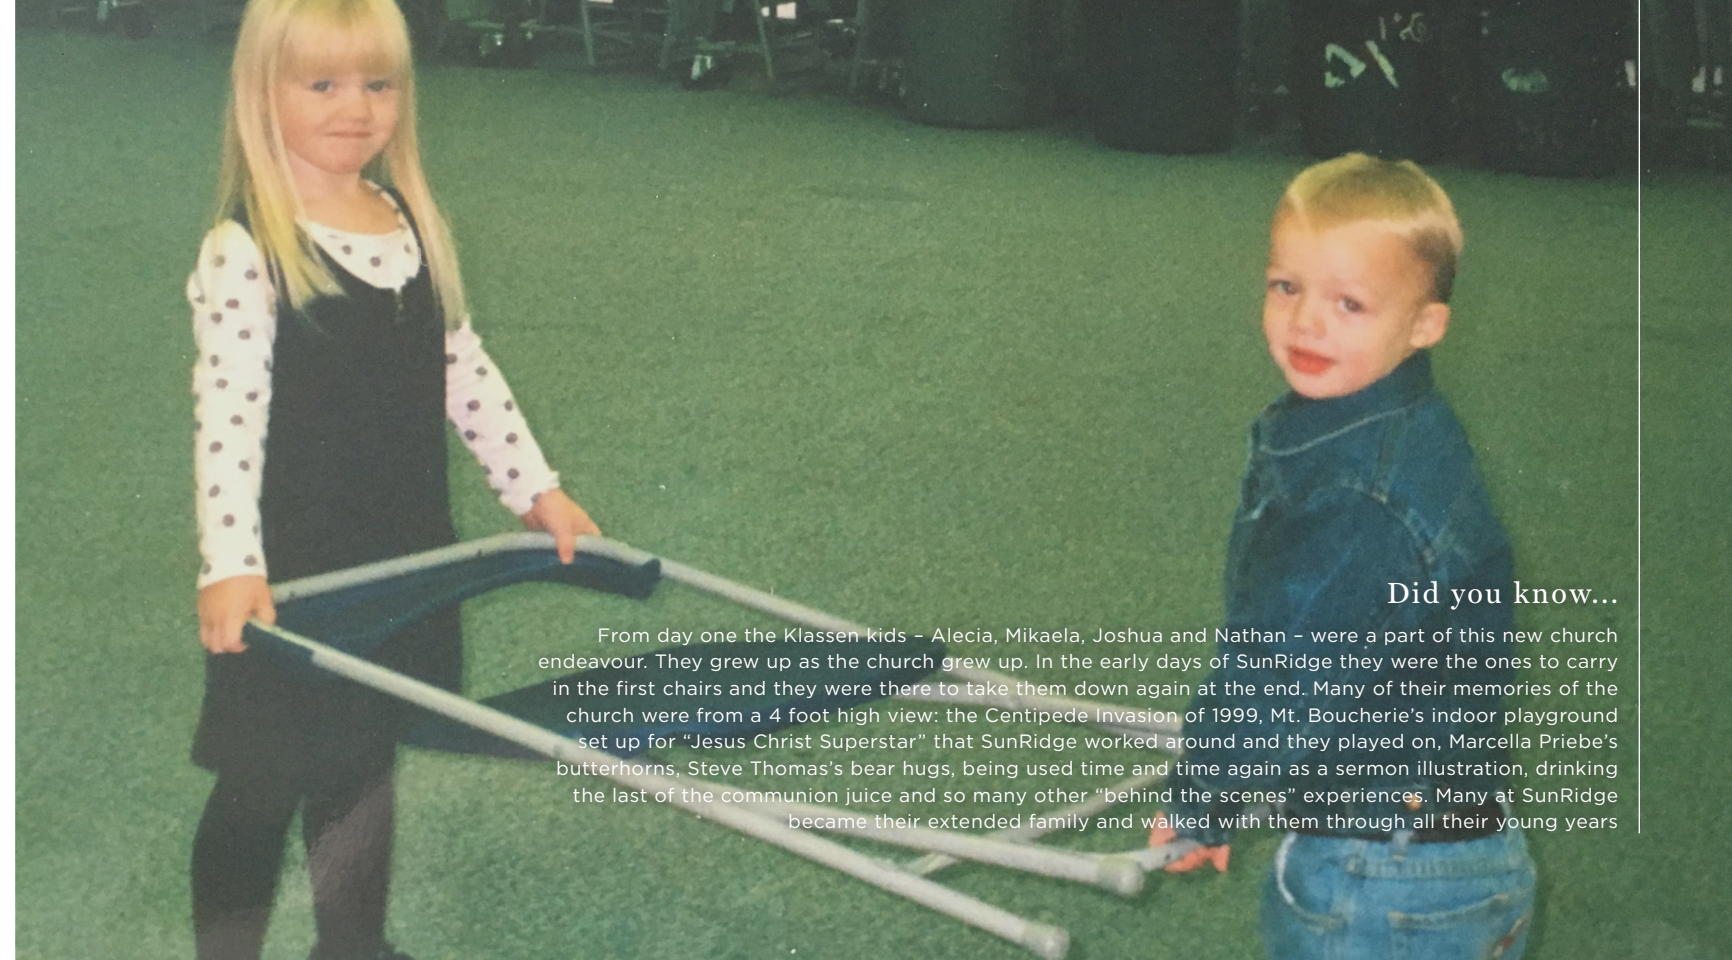 Did you know...
From day one the Klassen kids – Alecia, Mikaela, Joshua and Nathan – were a part of this new church
endeavour. They grew up as the church grew up. In the early days of SunRidge they were the ones to carry
in the first chairs and they were there to take them down again at the end. Many of their memories of the
church were from a 4 foot high view: the Centipede Invasion of 1999, Mt. Boucherie’s indoor playground
set up for “Jesus Christ Superstar” that SunRidge worked around and they played on, Marcella Priebe’s
butterhorns, Steve Thomas’s bear hugs, being used time and time again as a sermon illustration, drinking
the last of the communion juice and so many other “behind the scenes” experiences. Many at SunRidge
became their extended family and walked with them through all their young years